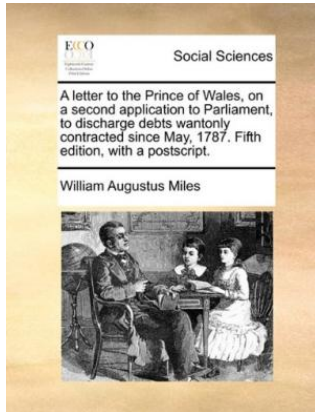 ECCO
Social Sciences
A letter to the Prince of Wales, on
a second application to Parliament,
to discharge debts wantonly
contracted since May, 1787. Fifth
edition, with a postscript.
William Augustus Miles